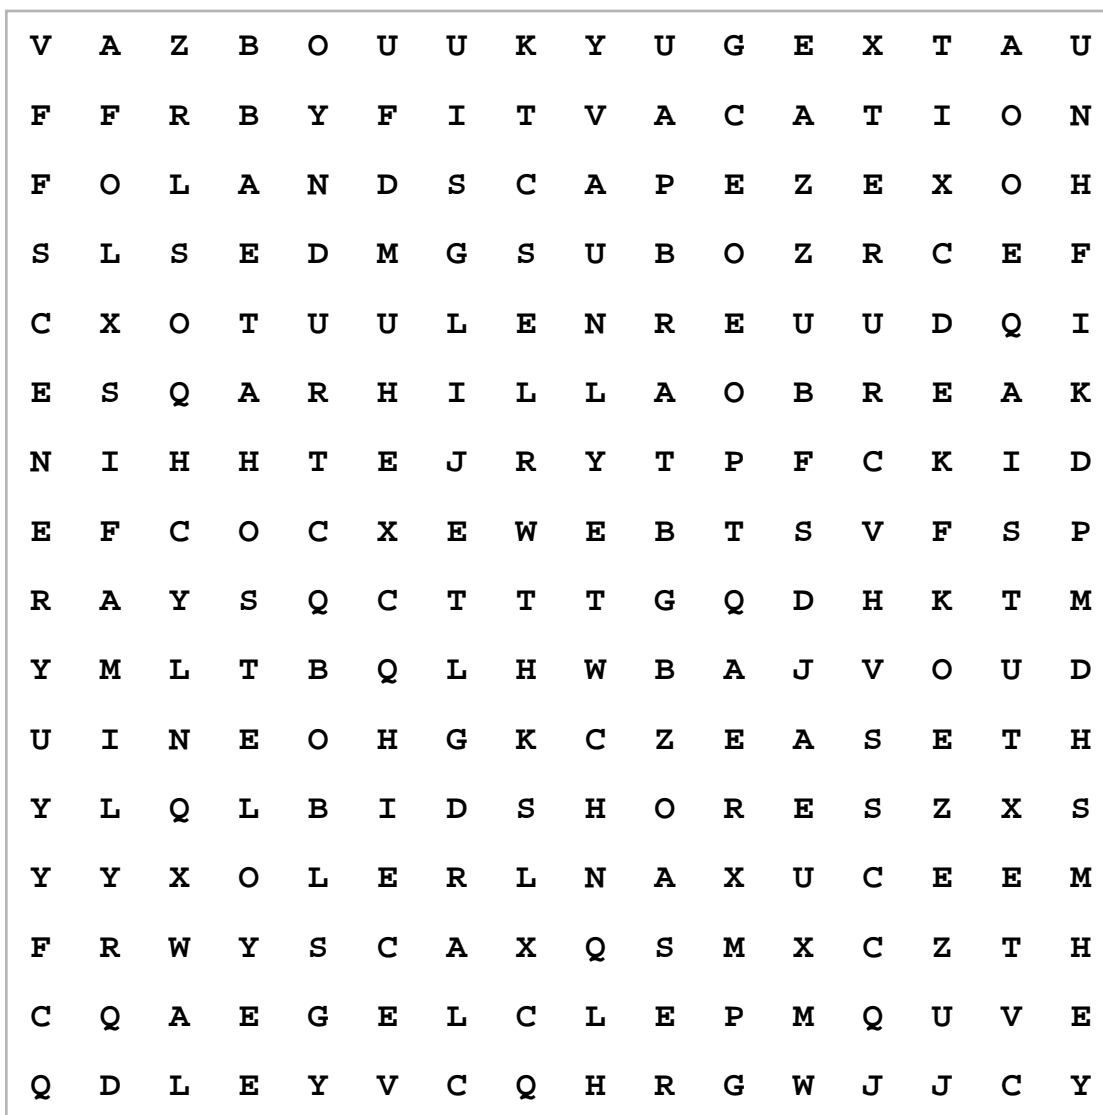 V A Z B O U U K Y U G E X T A U
F F R B Y F I T V A C A T I O N
F O L A N D S C A P E Z E X O H
S L S E D M G S U B O Z R C E F
C X O T U U L E N R E U U D Q I
E S Q A R H I L L A O B R E A K
N I H H T E J R Y T P F C K I D
E F C O C X E W E B T S V F S P
R A Y S Q C T T T G Q D H K T M
Y M L T B Q L H W B A J V O U D
U I N E O H G K C Z E A S E T H
Y L Q L B I D S H O R E S Z X S
Y Y X O L E R L N A X U C E E M
F R W Y S C A X Q S M X C Z T H
C Q A E G E L C L E P M Q U V E
Q D L E Y V C Q H R G W J J C Y